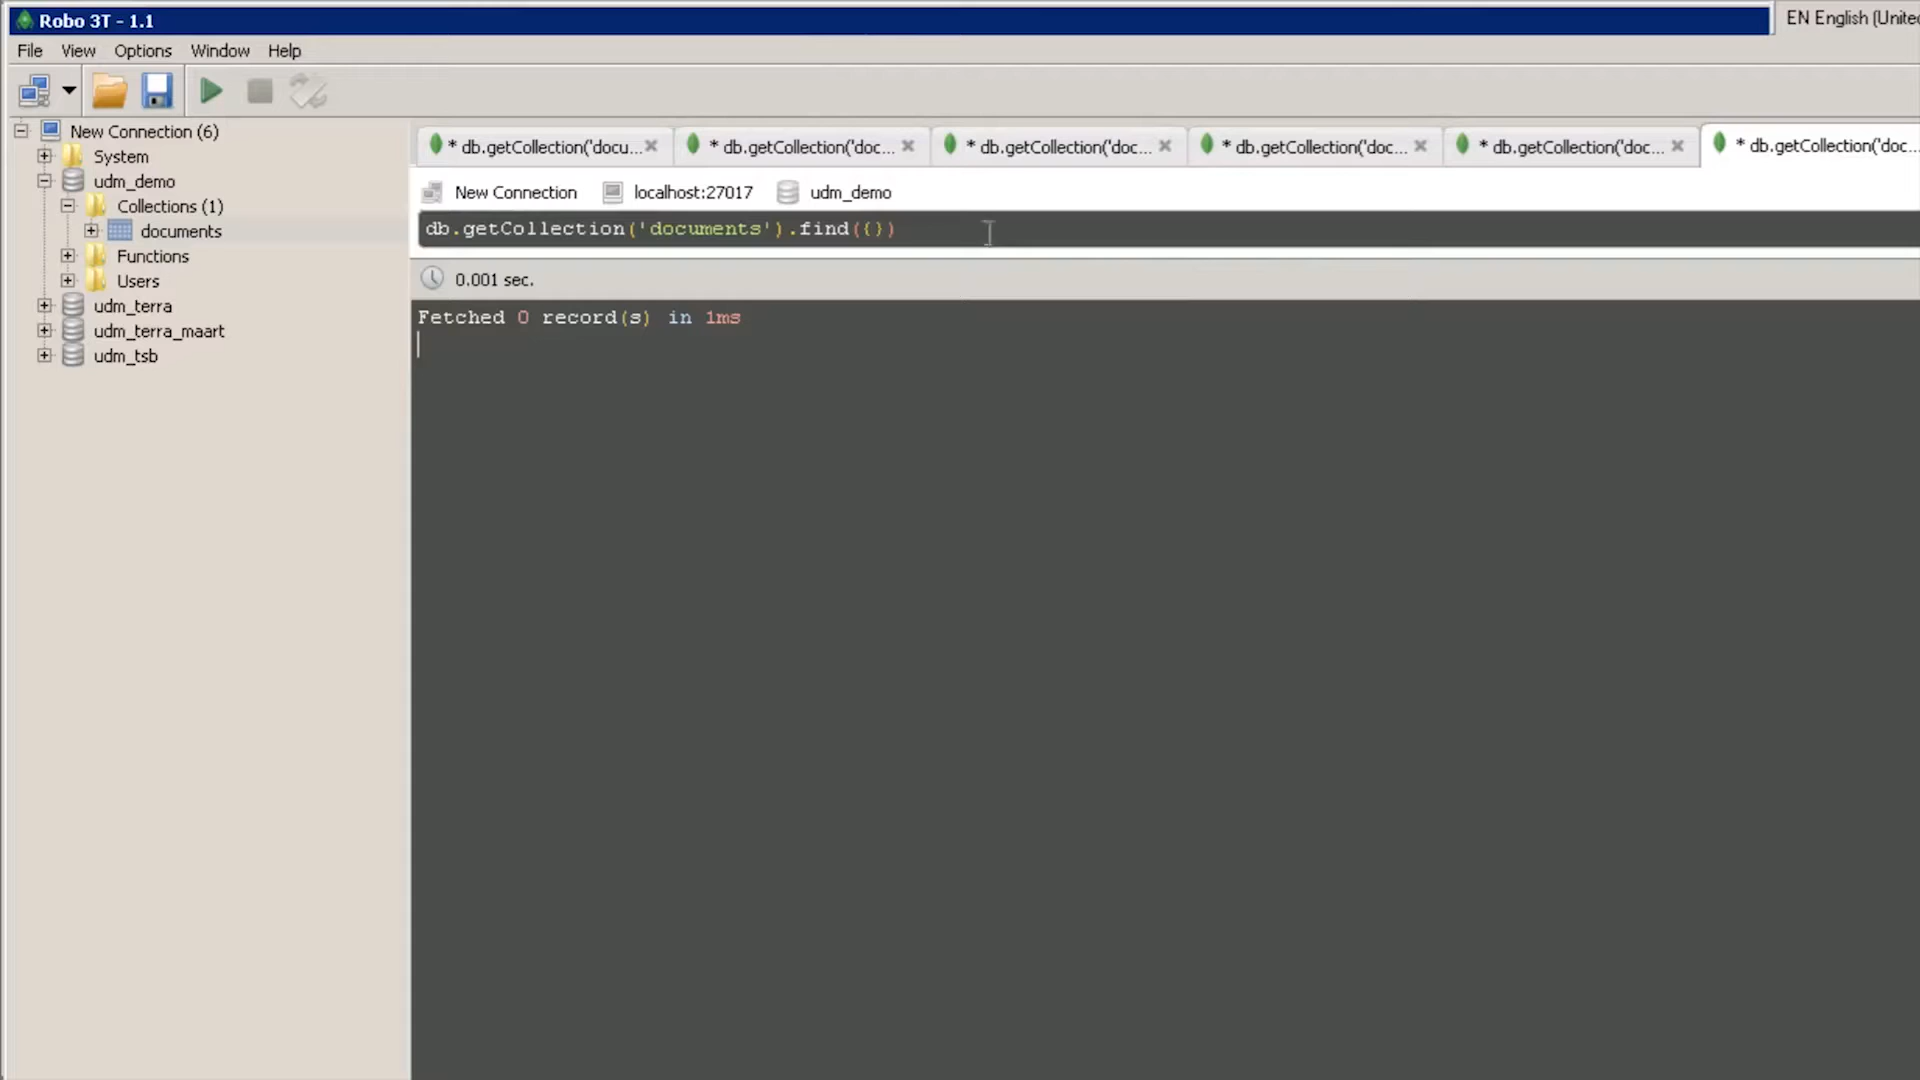 Robo 3T - 1.1
EN English (Unite
File View Options Window Help
New Connection (6)
System
udm_demo
Collections (1)
documents
Functions
Users
udm_terra
udm_terra_maart
udm_tsb
* db.getCollection('docu... * db.getCollection('doc... * db.getCollection('doc... * db.getCollection('doc... * db.getCollection('doc... * db.getCollection('doc...
New Connection localhost:27017 udm_demo
db.getCollection('documents').find({})
0.001 sec.
Fetched 0 record(s) in 1ms